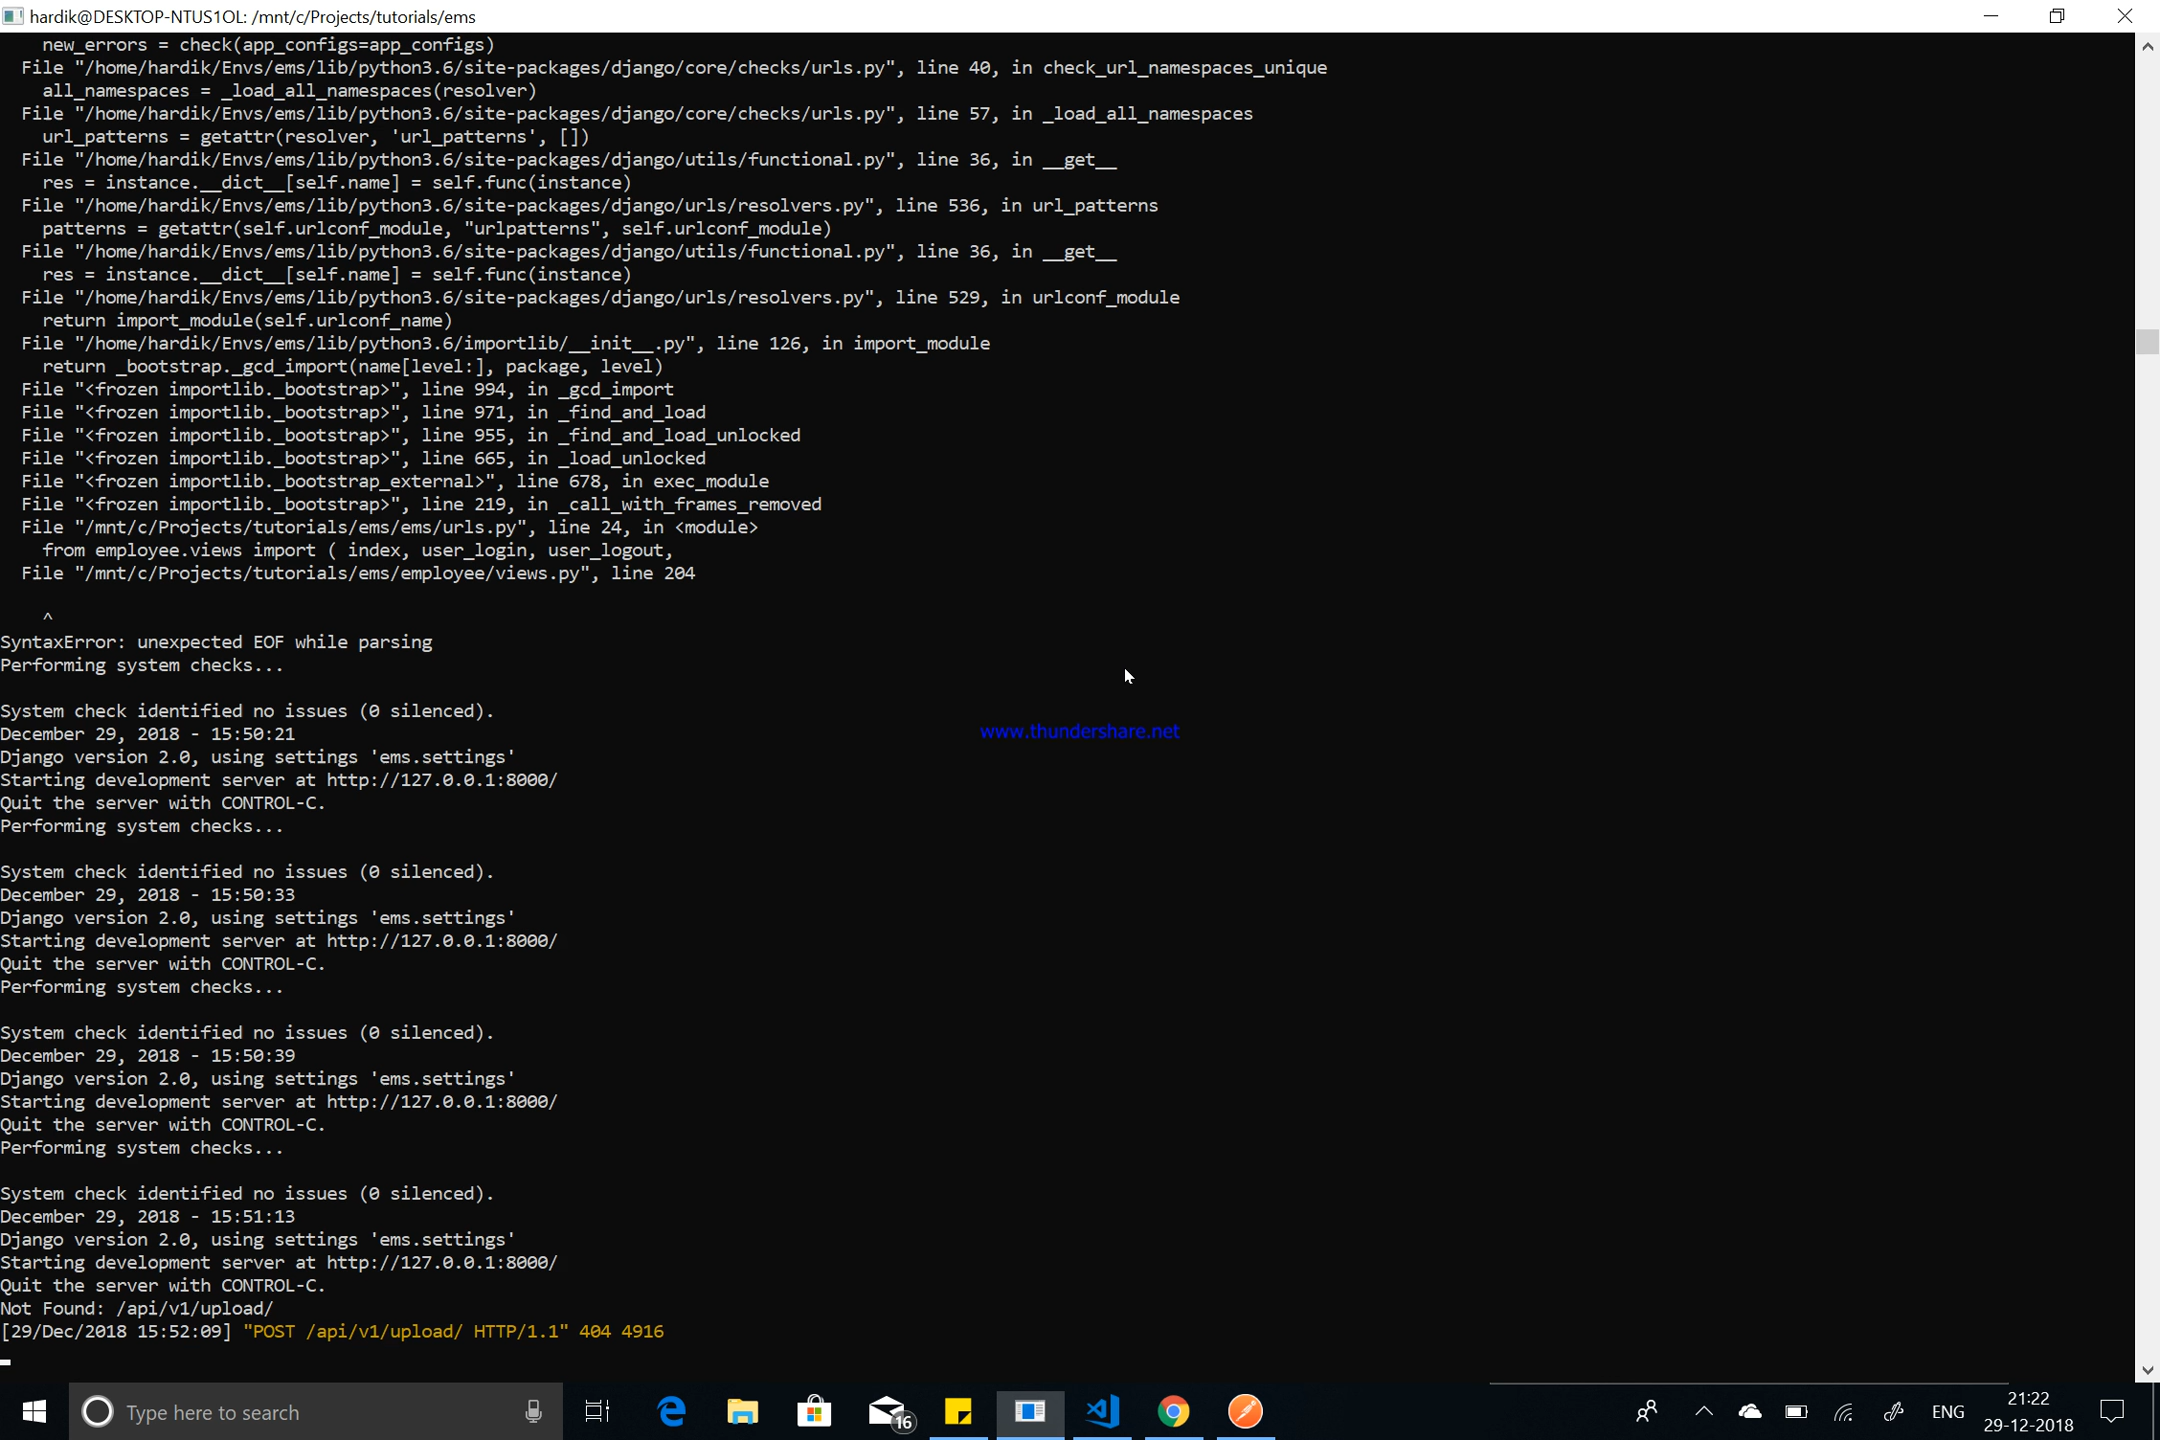 hardik@DESKTOP-NTUS1OL: /mnt/c/Projects/tutorials/ems
new_errors = check(app_configs=app_configs)
File "/home/hardik/Envs/ems/lib/python3.6/site-packages/django/core/checks/urls.py", line 40, in check_url_namespaces_unique
all_namespaces = _load_all_namespaces(resolver)
File "/home/hardik/Envs/ems/lib/python3.6/site-packages/django/core/checks/urls.py", line 57, in _load_all_namespaces
url_patterns = getattr(resolver, 'url_patterns', [])
File "/home/hardik/Envs/ems/lib/python3.6/site-packages/django/utils/functional.py", line 36, in __get__
res = instance.__dict__[self.name] = self.func(instance)
File "/home/hardik/Envs/ems/lib/python3.6/site-packages/django/urls/resolvers.py", line 536, in url_patterns
patterns = getattr(self.urlconf_module, "urlpatterns", self.urlconf_module)
File "/home/hardik/Envs/ems/lib/python3.6/site-packages/django/utils/functional.py", line 36, in __get__
res = instance.__dict__[self.name] = self.func(instance)
File "/home/hardik/Envs/ems/lib/python3.6/site-packages/django/urls/resolvers.py", line 529, in urlconf_module
return import_module(self.urlconf_name)
File "/home/hardik/Envs/ems/lib/python3.6/importlib/__init__.py", line 126, in import_module
return _bootstrap._gcd_import(name[level:], package, level)
File "<frozen importlib._bootstrap>", line 994, in _gcd_import
File "<frozen importlib._bootstrap>", line 971, in _find_and_load
File "<frozen importlib._bootstrap>", line 955, in _find_and_load_unlocked
File "<frozen importlib._bootstrap>", line 665, in _load_unlocked
File "<frozen importlib._bootstrap_external>", line 678, in exec_module
File "<frozen importlib._bootstrap>", line 219, in _call_with_frames_removed
File "/mnt/c/Projects/tutorials/ems/ems/urls.py", line 24, in <module>
from employee.views import ( index, user_login, user_logout,
File "/mnt/c/Projects/tutorials/ems/employee/views.py", line 204
^
SyntaxError: unexpected EOF while parsing
Performing system checks...
System check identified no issues (0 silenced).
www.thundershare.net
December 29, 2018 - 15:50:21
Django version 2.0, using settings 'ems.settings'
Starting development server at http://127.0.0.1:8000/
Quit the server with CONTROL-C.
Performing system checks...
System check identified no issues (0 silenced).
December 29, 2018 - 15:50:33
Django version 2.0, using settings 'ems.settings'
Starting development server at http://127.0.0.1:8000/
Quit the server with CONTROL-C.
Performing system checks...
System check identified no issues (0 silenced).
December 29, 2018 - 15:50:39
Django version 2.0, using settings 'ems.settings'
Starting development server at http://127.0.0.1:8000/
Quit the server with CONTROL-C.
Performing system checks...
System check identified no issues (0 silenced).
December 29, 2018 - 15:51:13
Django version 2.0, using settings 'ems.settings'
Starting development server at http://127.0.0.1:8000/
Quit the server with CONTROL-C.
Not Found: /api/v1/upload/
[29/Dec/2018 15:52:09] "POST /api/v1/upload/ HTTP/1.1" 404 4916
Type here to search
16
ENG
21:22
29-12-2018